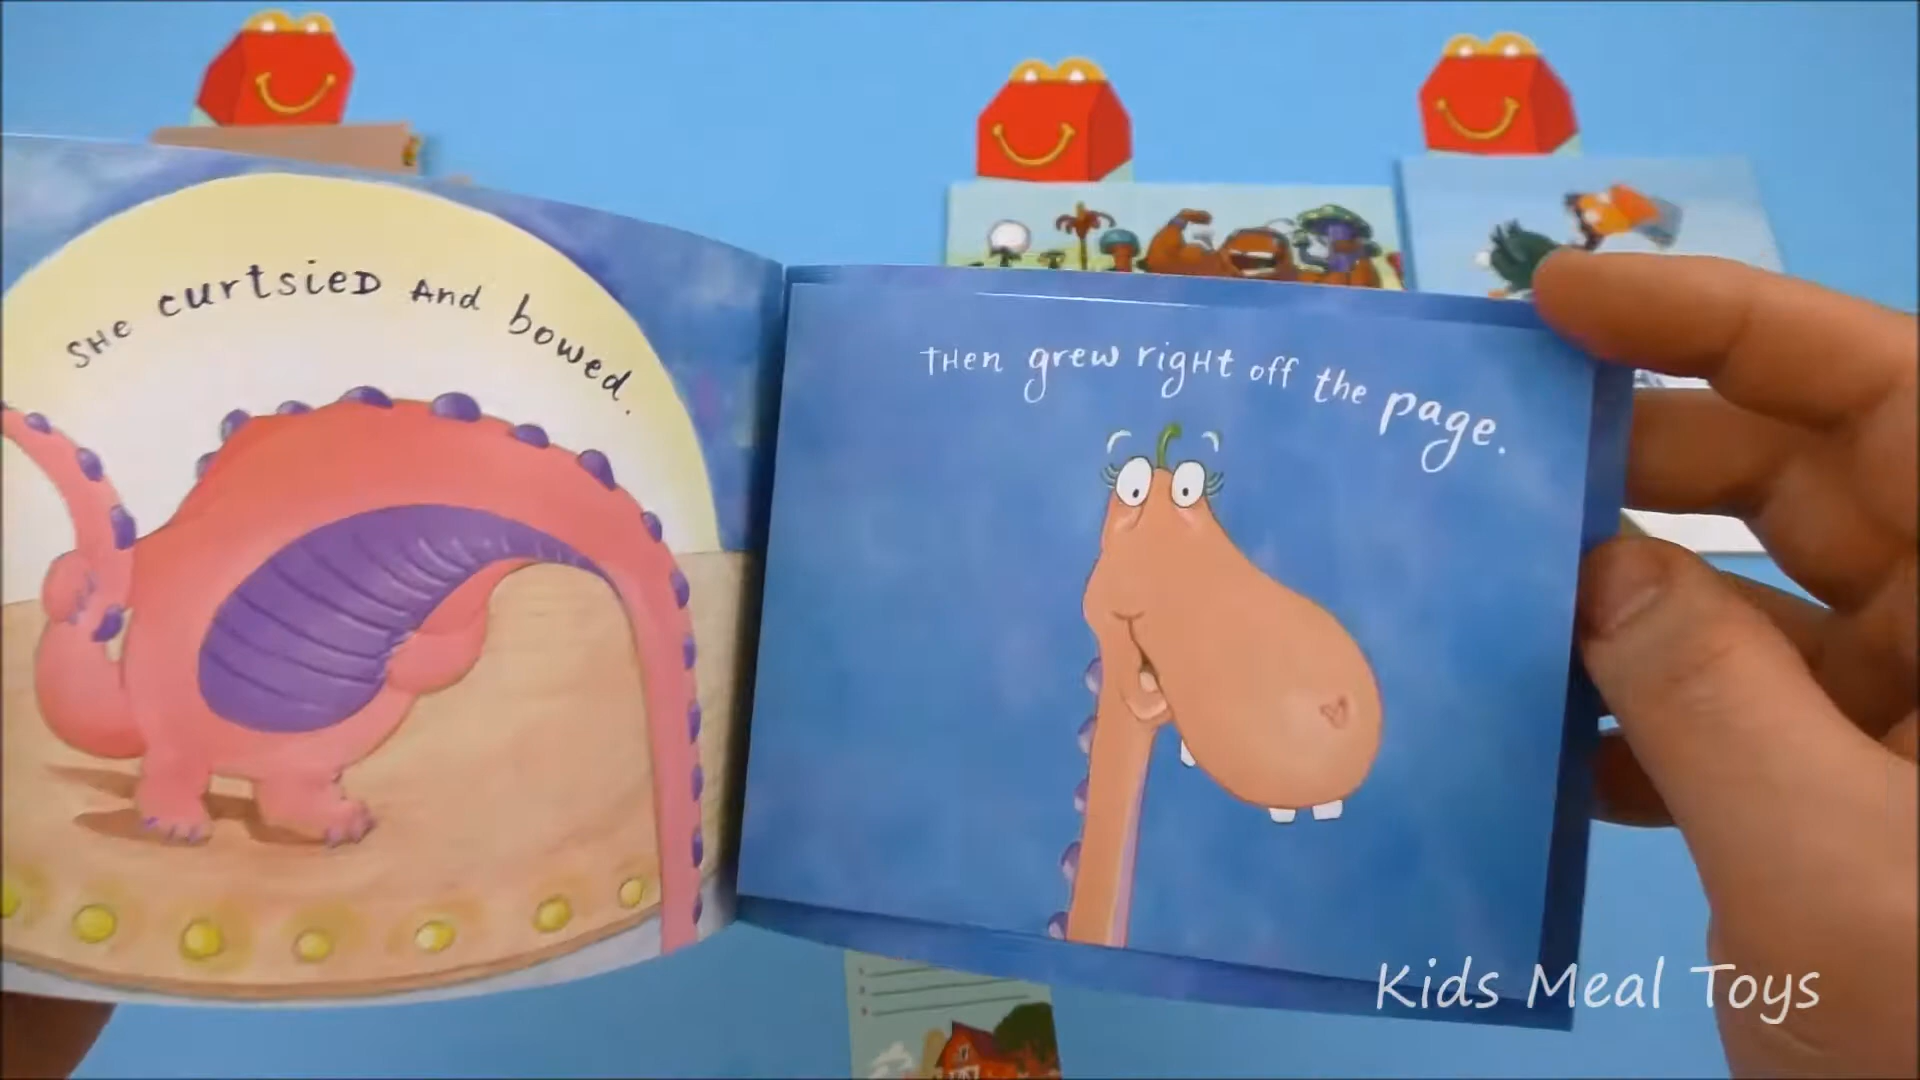 SHe curtsieD And bowed.
THen grew rigHt off the page.
Kids Meal Toys